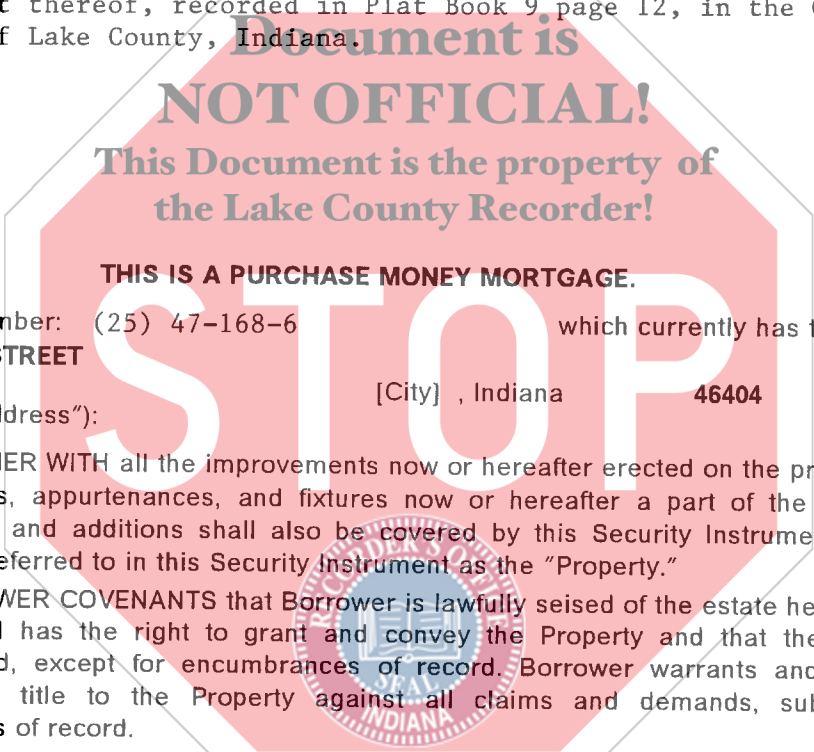 t thereof, recorded in Plat Book 9 page 12, in the
f Lake County, Indiana.
Document is
NOT OFFICIAL!
This Document is the property of
the Lake County Recorder!
STOP
THIS IS A PURCHASE MONEY MORTGAGE.
mber: (25) 47-168-6 which currently has t
STREET
[City] , Indiana 46404
ddress"):
ER WITH all the improvements now or hereafter erected on the pr
s, appurtenances, and fixtures now or hereafter a part of the
and additions shall also be covered by this Security Instrume
eferred to in this Security Instrument as the "Property."
WER COVENANTS that Borrower is lawfully seised of the estate he
has the right to grant and convey the Property and that the
d, except for encumbrances of record. Borrower warrants and
title to the Property against all claims and demands, sub
s of record.
RECORDER'S OFFICE
SEAL
INDIANA